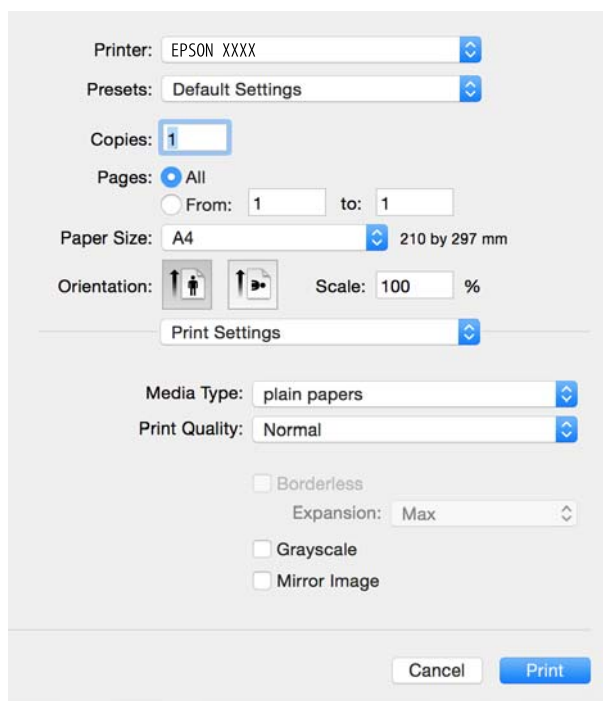 Printer: EPSON XXXX
Presets: Default Settings
Copies: 1
Pages: All
From: 1 to: 1
Paper Size: A4 210 by 297 mm
Orientation: Scale: 100 %
Print Settings
Media Type: plain papers
Print Quality: Normal
Borderless
Expansion: Max
Grayscale
Mirror Image
Cancel Print